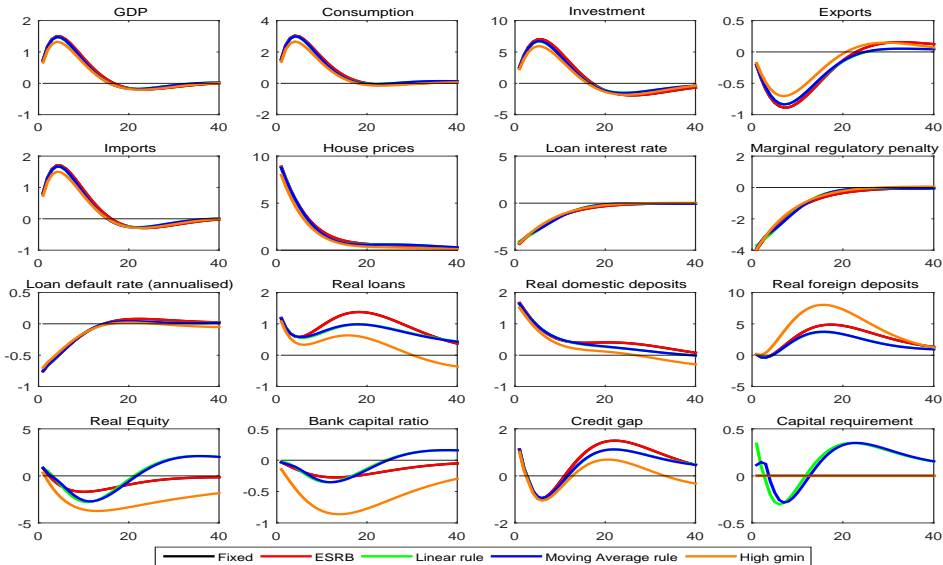 GDP Consumption Investment Exports
2 4 10 0.5
1 2 5 0
0 0 0 -0.5
-1 -2 -5 -1
0 20 40 0 20 40 0 20 40 0 20 40
Imports House prices Loan interest rate Marginal regulatory penalty
2 10 5 2
1 0
0 5 0 -2
-1 0 -5 -4
0 20 40 0 20 40 0 20 40 0 20 40
Loan default rate (annualised) Real loans Real domestic deposits Real foreign deposits
0.5 2 2 10
0 1 1 5
-0.5 0 0 0
-1 -1 -1 -5
0 20 40 0 20 40 0 20 40 0 20 40
Real Equity Bank capital ratio Credit gap Capital requirement
5 0.5 2 0.5
0 0 0 0
-0.5
-5 -1 -2 -0.5
0 20 40 0 20 40 0 20 40 0 20 40
Fixed ESRB Linear rule Moving Average rule High gmin